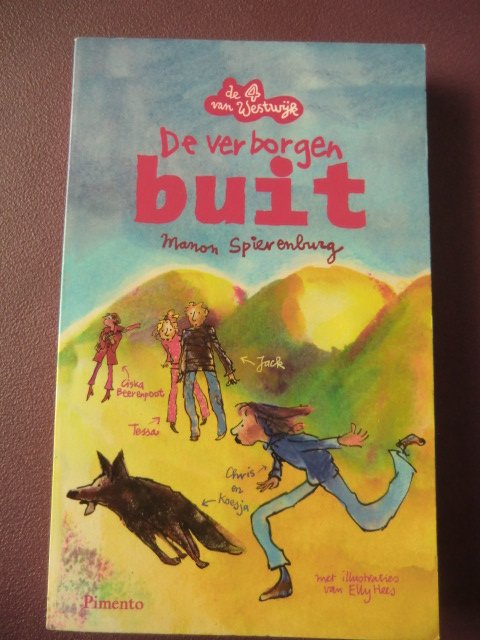 de 4
van Westwijk
De verborgen
buit
Manon Spierenburg
Jack
Ciska
Beerenpoot
Tessa
Chris
en
Koesja
met illustraties
van Elly Hees
Pimento